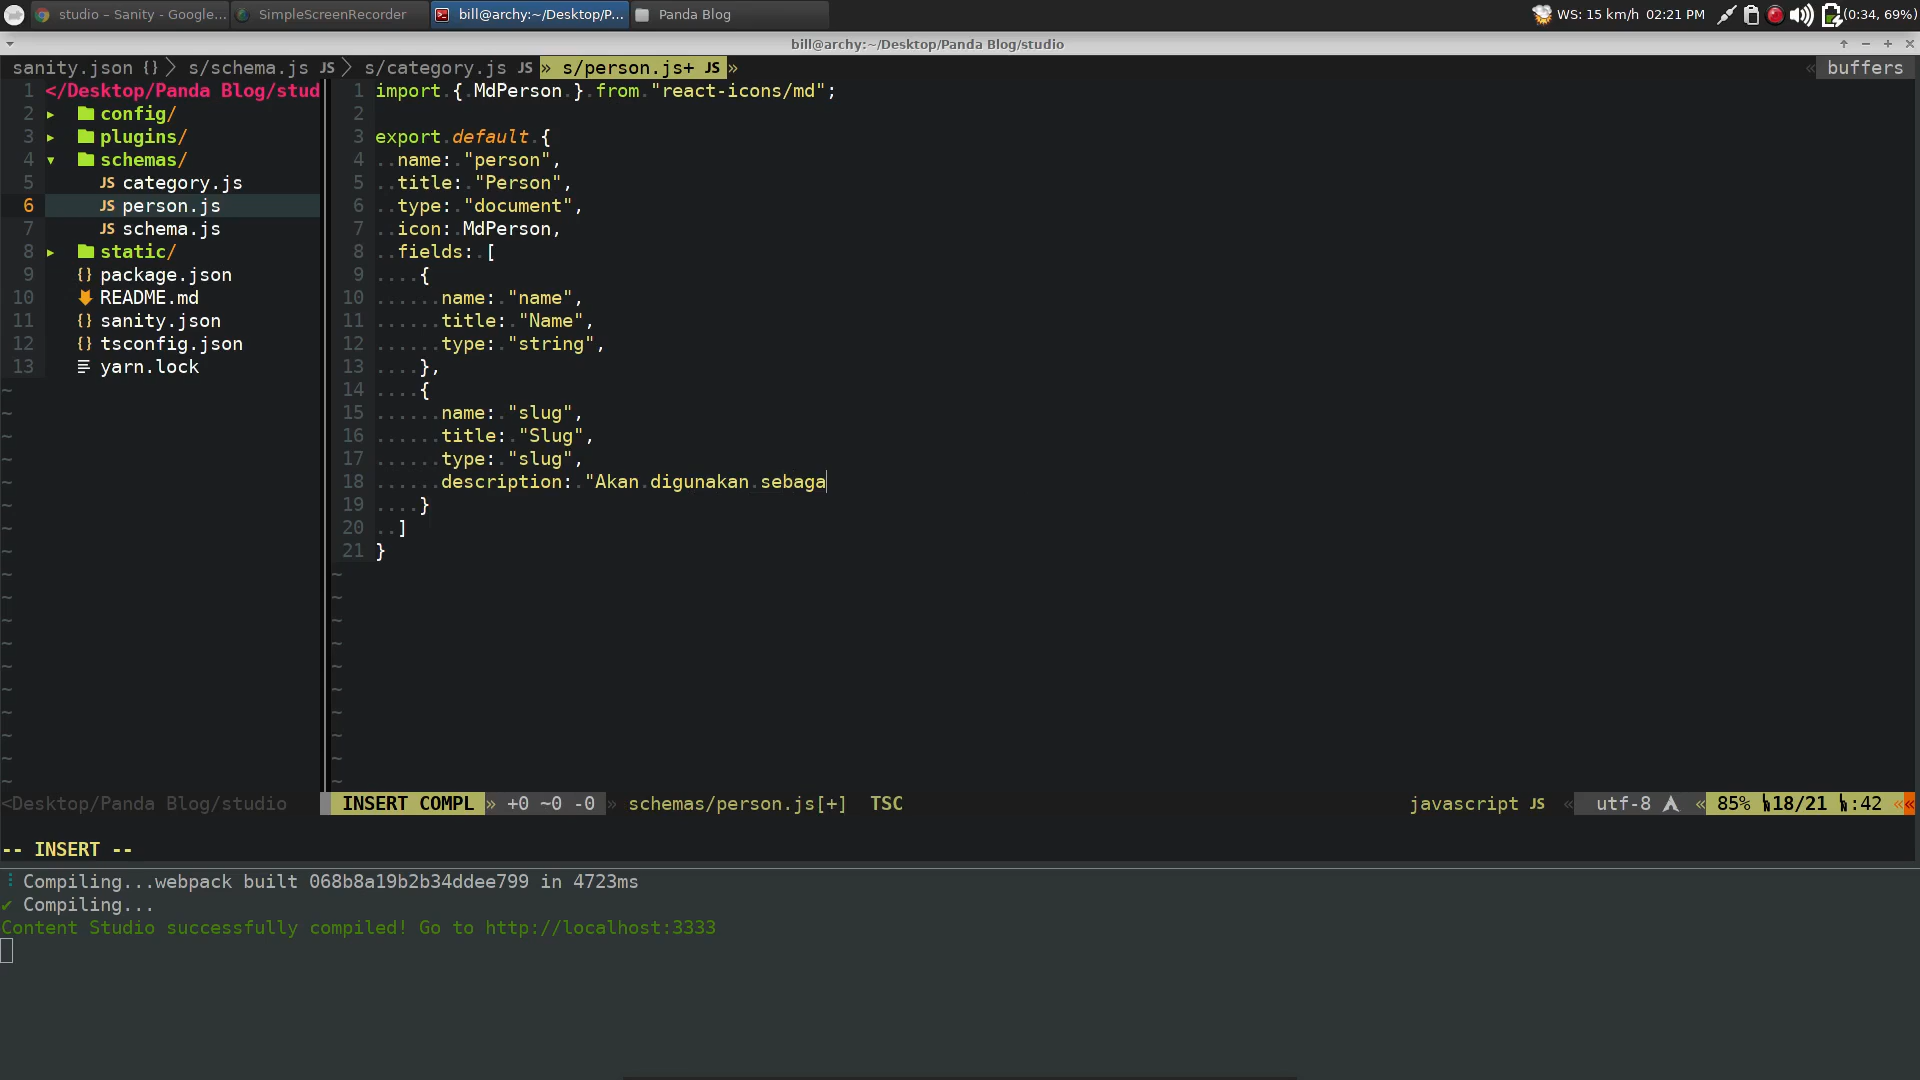 studio – Sanity - Google...
SimpleScreenRecorder
bill@archy:~/Desktop/P...
Panda Blog
WS: 15 km/h 02:21 PM
(0:34, 69%)
bill@archy:~/Desktop/Panda Blog/studio
sanity.json {} s/schema.js JS s/category.js JS » s/person.js+ JS »
« buffers
1 </Desktop/Panda Blog/stud
2 ▸ config/
3 ▸ plugins/
4 ▾ schemas/
5 JS category.js
6 JS person.js
7 JS schema.js
8 ▸ static/
9 {} package.json
10 README.md
11 {} sanity.json
12 {} tsconfig.json
13 yarn.lock
1 import.{.MdPerson.}.from."react-icons/md";
2
3 export.default.{
4 ..name:."person",
5 ..title:."Person",
6 ..type:."document",
7 ..icon:.MdPerson,
8 ..fields:.[
9 ....{
10 ......name:."name",
11 ......title:."Name",
12 ......type:."string",
13 ....},
14 ....{
15 ......name:."slug",
16 ......title:."Slug",
17 ......type:."slug",
18 ......description:."Akan.digunakan.sebaga
19 ....}
20 ..]
21 }
<Desktop/Panda Blog/studio
INSERT COMPL » +0 ~0 -0 » schemas/person.js[+] TSC
javascript JS « utf-8 « 85% 18/21 :42 ««
-- INSERT --
Compiling...webpack built 068b8a19b2b34ddee799 in 4723ms
✔ Compiling...
Content Studio successfully compiled! Go to http://localhost:3333